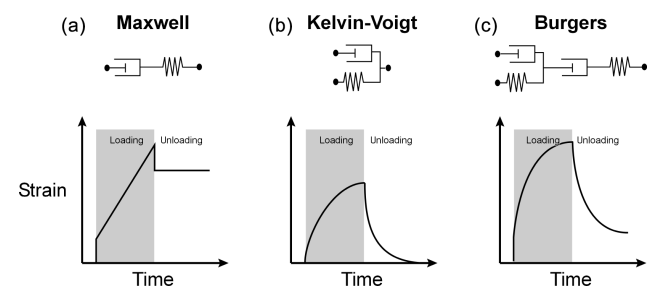 (a) Maxwell
(b) Kelvin-Voigt
(c) Burgers
Loading Unloading
Loading Unloading
Loading Unloading
Strain
Time
Time
Time